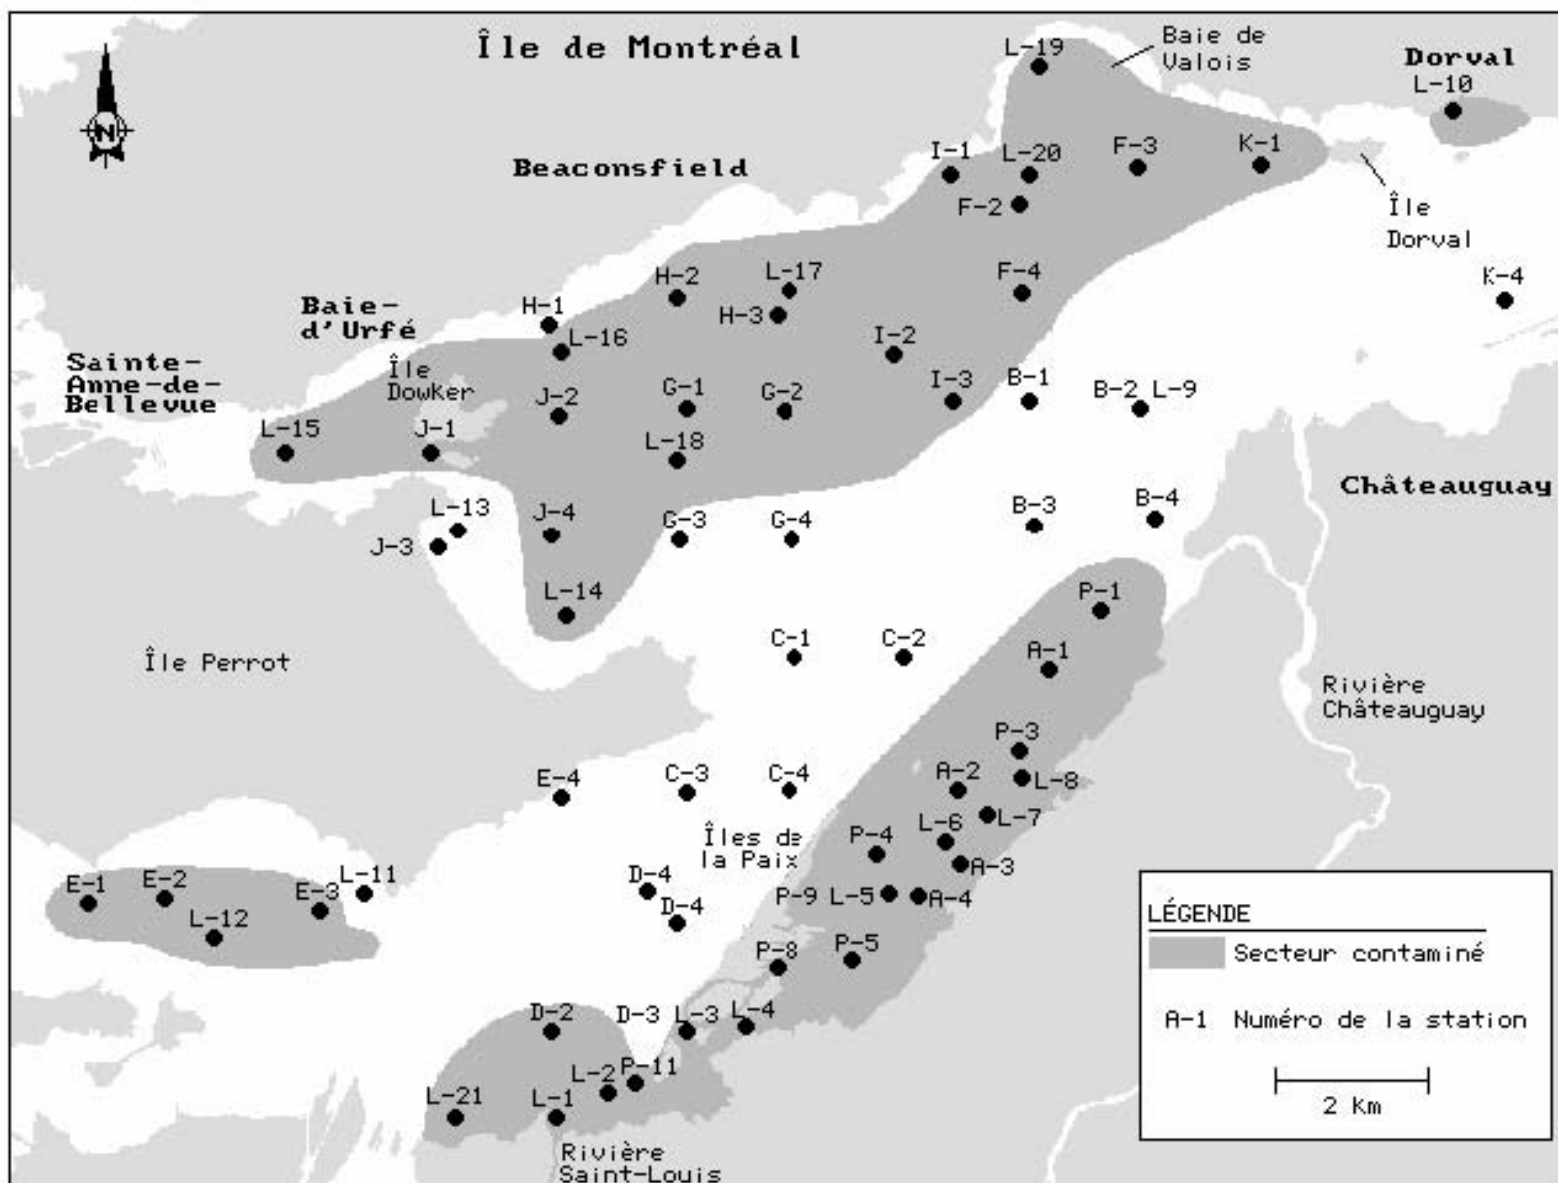 Île de Montréal
L-19
Baie de
Valois
Dorval
L-10
N
Beaconsfield
I-1
L-20
F-3
K-1
F-2
Île
Dorval
H-2
L-17
F-4
K-4
Baie-
d'Urfé
H-1
H-3
L-16
I-2
Sainte-
Anne-de-
Bellevue
Île
Dowker
J-2
G-1
G-2
I-3
B-1
B-2 L-9
L-15
J-1
L-18
Châteauguay
L-13
J-3
J-4
G-3
G-4
B-3
B-4
L-14
P-1
Île Perrot
C-1
C-2
A-1
Rivière
Châteauguay
P-3
E-4
C-3
C-4
A-2
L-8
L-7
Îles de
la Paix
P-4
L-6
A-3
E-1
E-2
E-3
L-11
L-12
D-4
D-4
P-9
L-5
A-4
P-8
P-5
D-2
D-3
L-3
L-4
P-11
L-2
L-21
L-1
Rivière
Saint-Louis
LÉGENDE
Secteur contaminé
A-1 Numéro de la station
2 Km